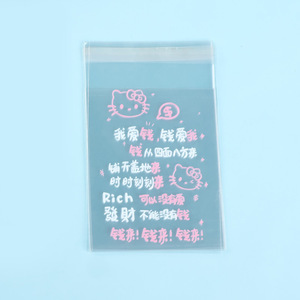 我爱钱,钱爱我
钱从四面八方来
铺天盖地来
时时刻刻来
Rich 可以没有爱
發財 不能没有钱
钱来!钱来!钱来!